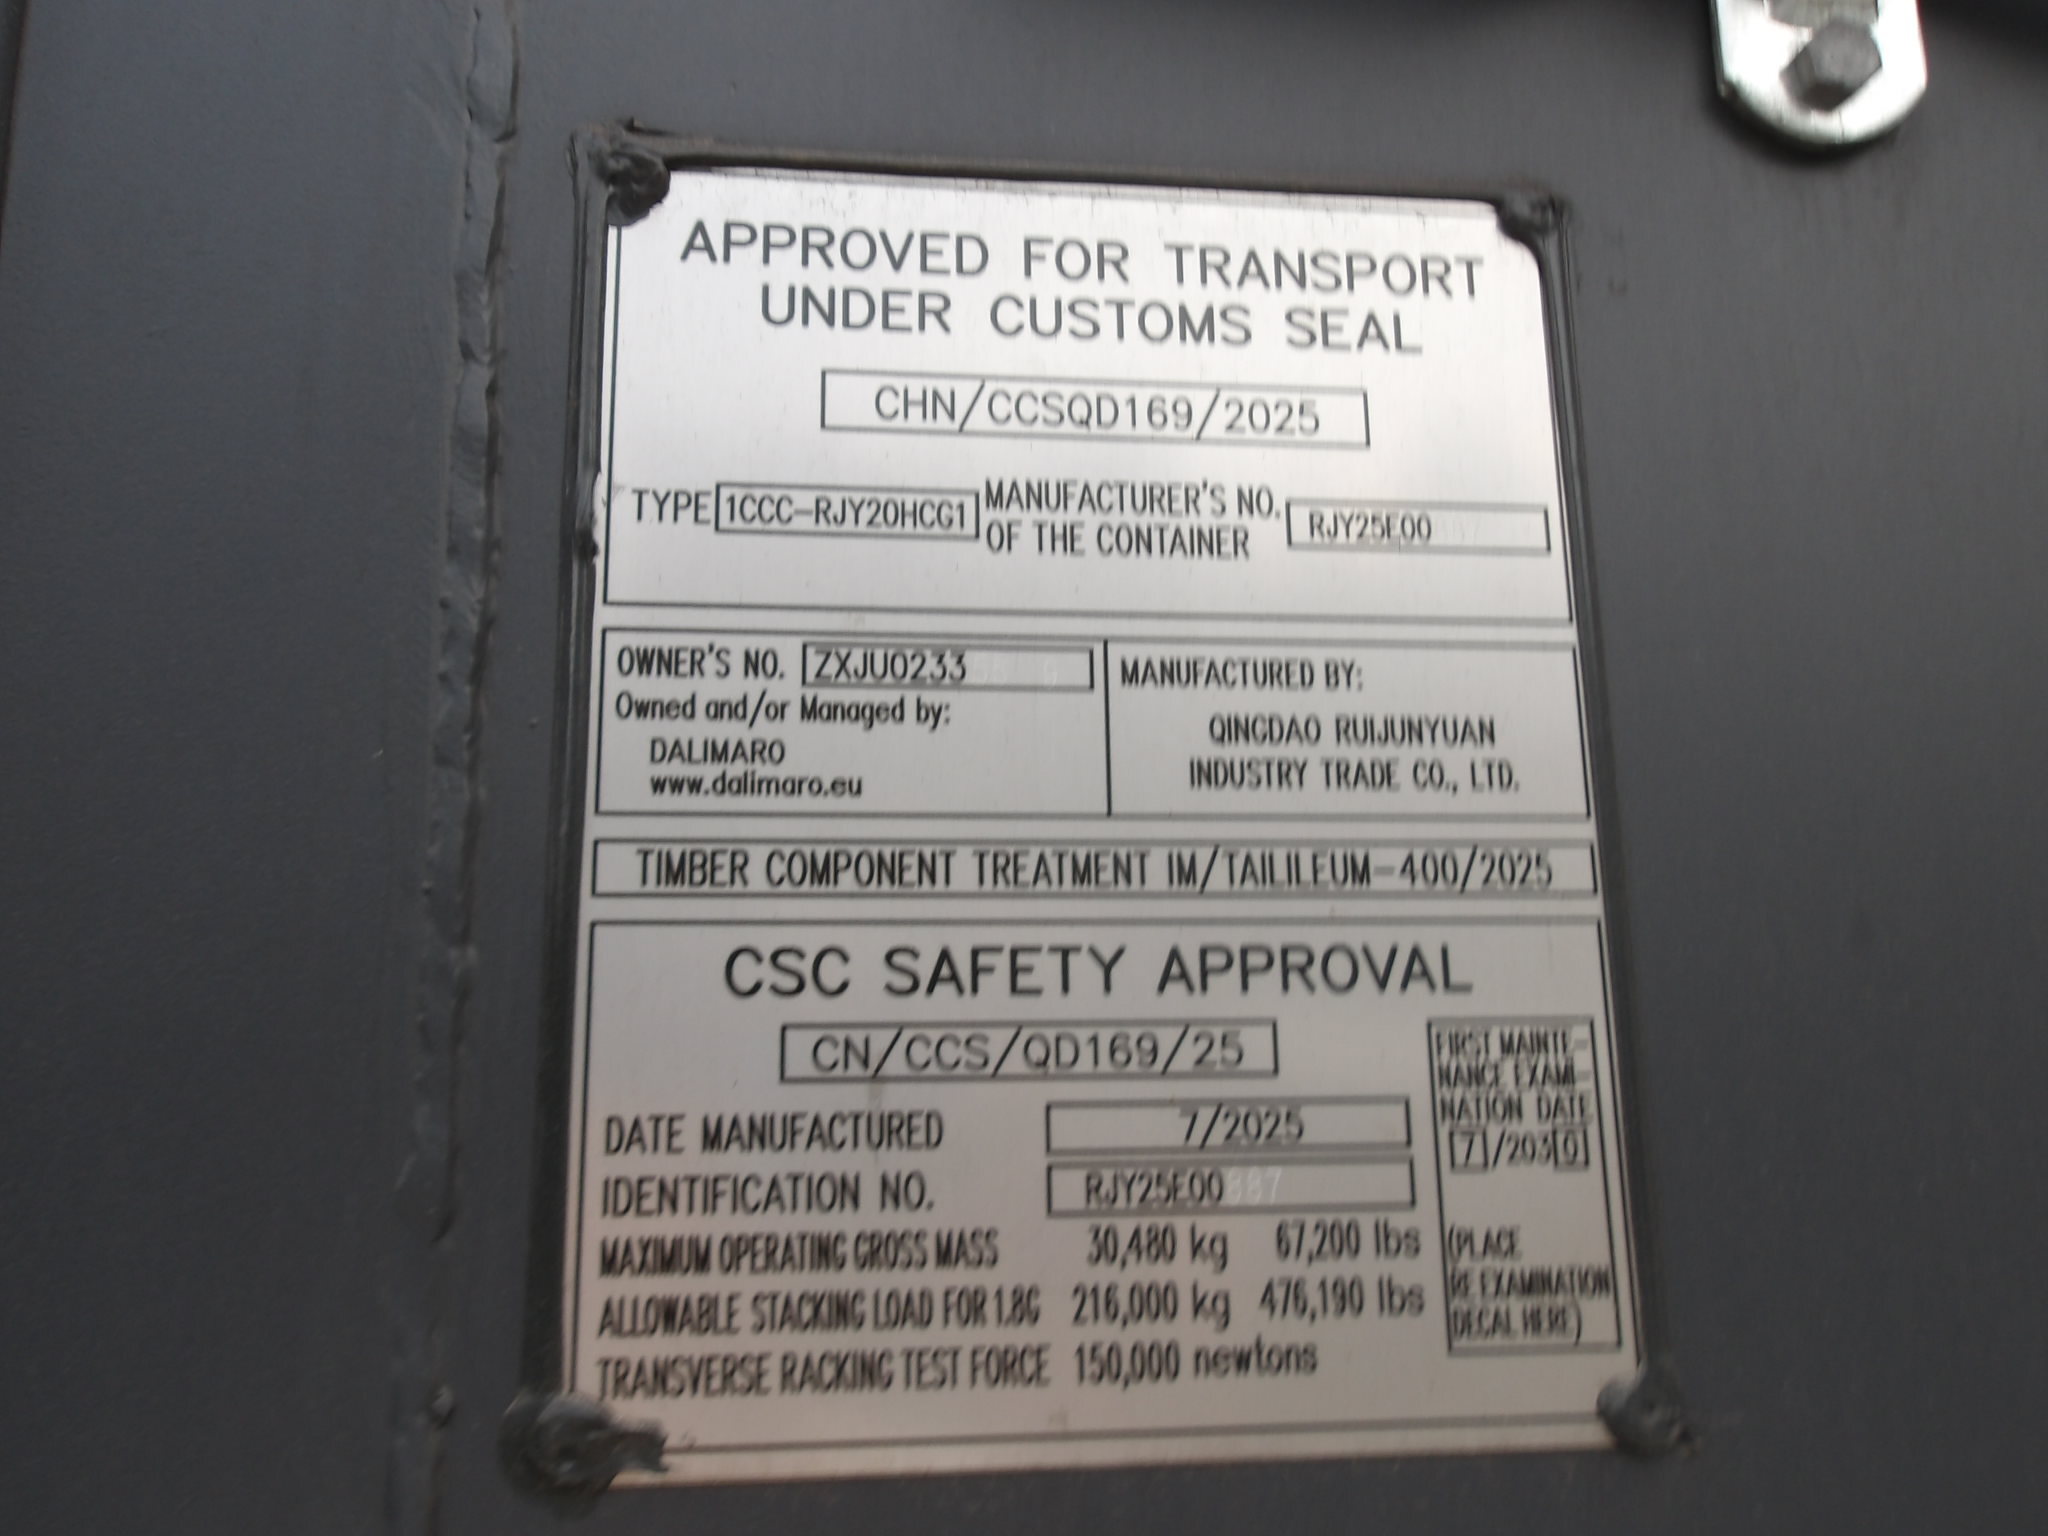 APPROVED FOR TRANSPORT
UNDER CUSTOMS SEAL
CHN/CCSQD169/2025
TYPE 1CCC-RJY20HCG1 MANUFACTURER'S NO. OF THE CONTAINER RJY25E00
OWNER'S NO. ZXJU0233
Owned and/or Managed by:
DALIMARO
www.dalimaro.eu
MANUFACTURED BY:
QINGDAO RUIJUNYUAN
INDUSTRY TRADE CO., LTD.
TIMBER COMPONENT TREATMENT IM/TAILILEUM-400/2025
CSC SAFETY APPROVAL
CN/CCS/QD169/25
DATE MANUFACTURED 7/2025
IDENTIFICATION NO. RJY25E00
MAXIMUM OPERATING GROSS MASS 30,480 kg 67,200 lbs
ALLOWABLE STACKING LOAD FOR 1.8G 216,000 kg 476,190 lbs
TRANSVERSE RACKING TEST FORCE 150,000 newtons
FIRST MAINTE-
NANCE EXAMI-
NATION DATE
7/2030
(PLACE
RE EXAMINATION
DECAL HERE)